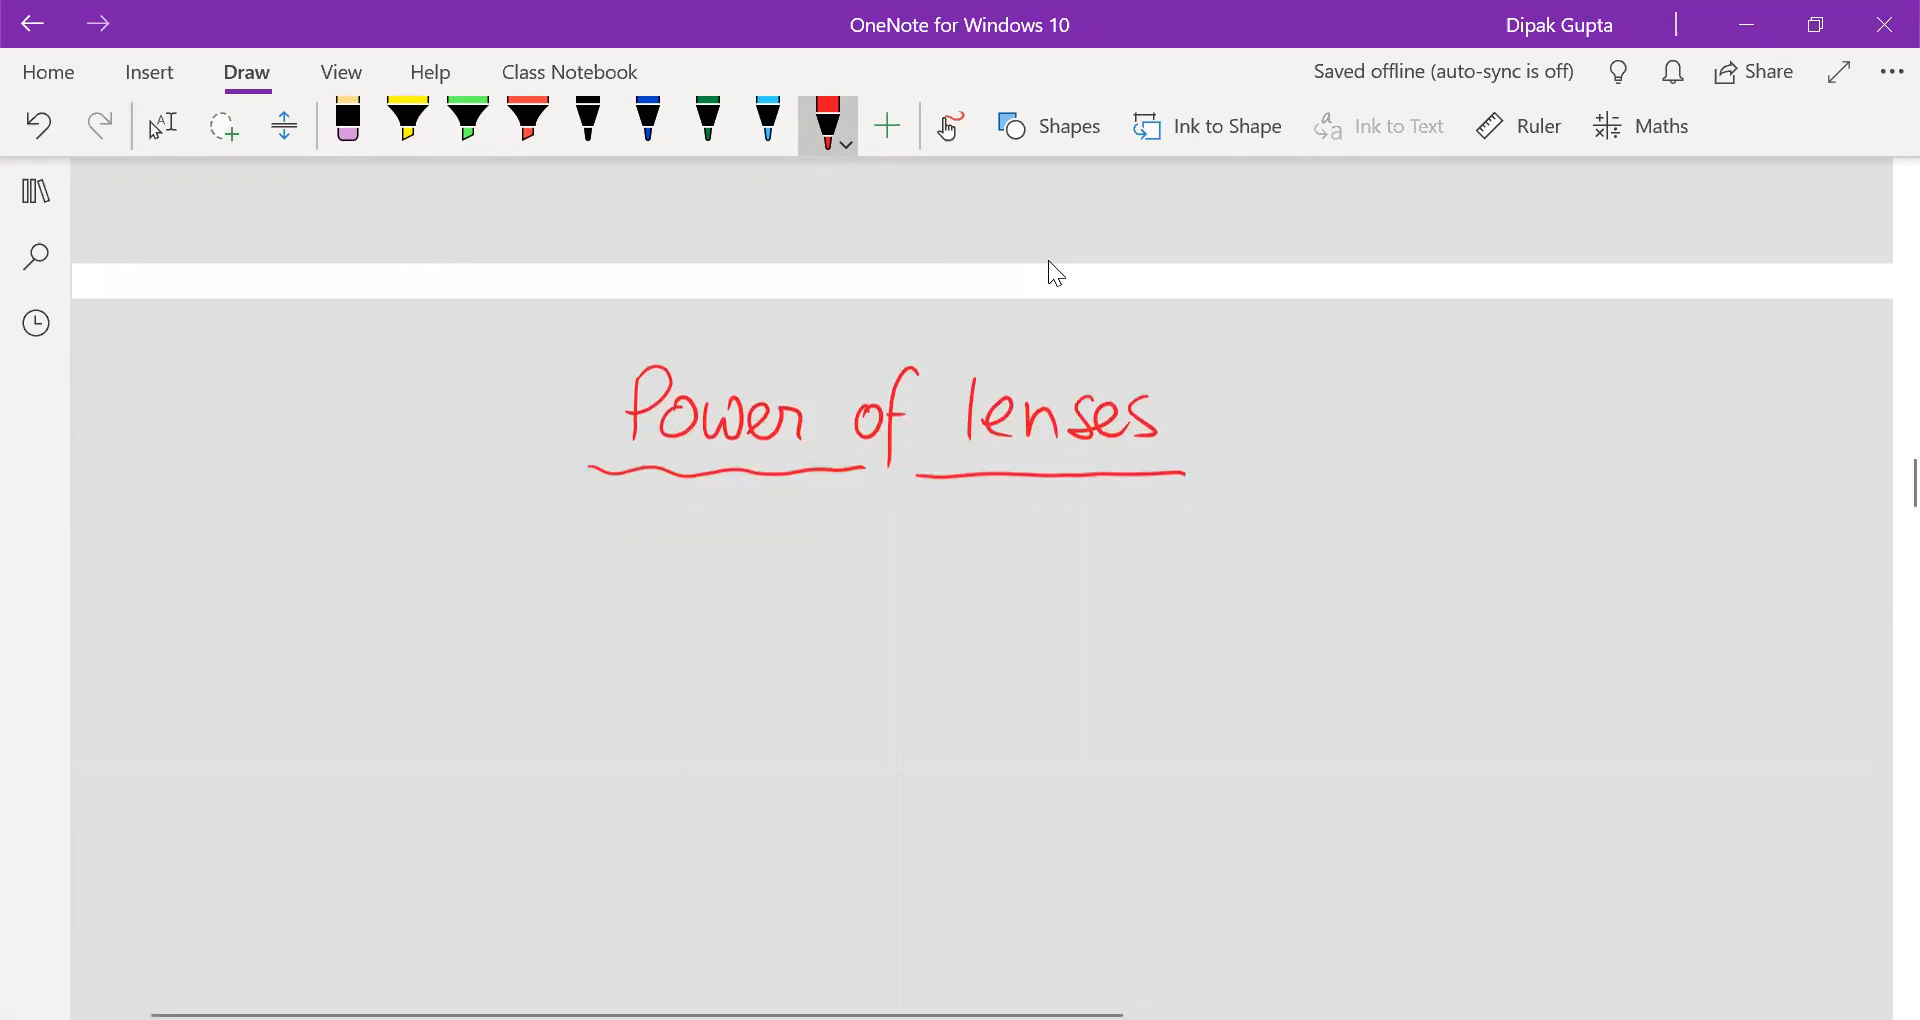 OneNote for Windows 10
Dipak Gupta
Home Insert Draw View Help Class Notebook
Saved offline (auto-sync is off) Share
Shapes Ink to Shape Ink to Text Ruler Maths
Power of lenses